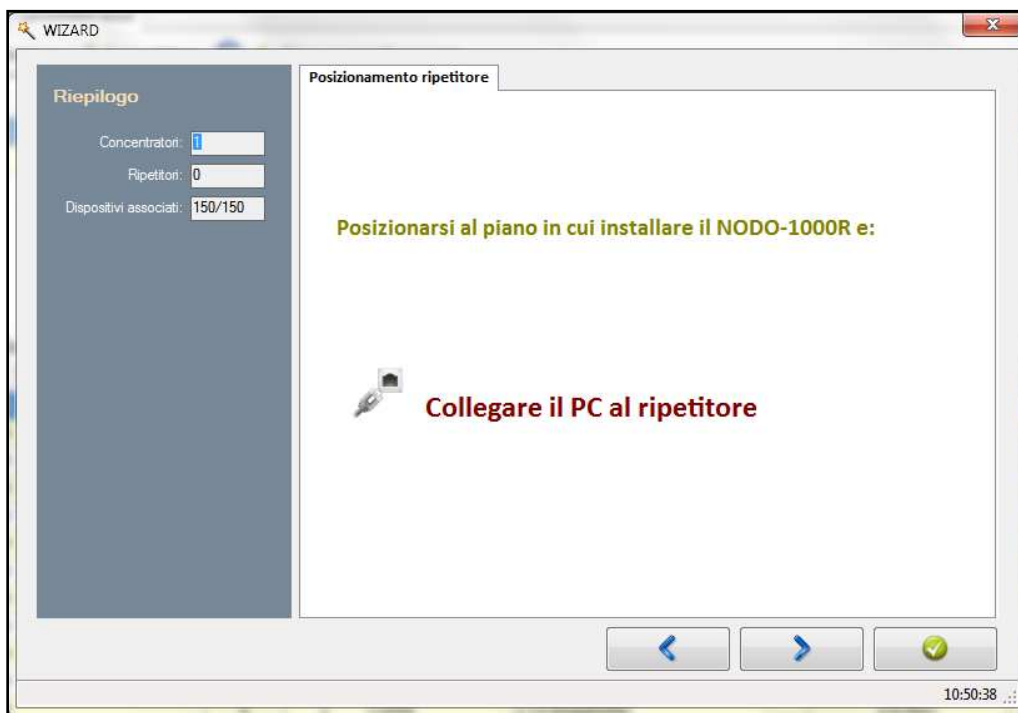 WIZARD
Riepilogo
Concentratori: 1
Ripetitori: 0
Dispositivi associati: 150/150
Posizionamento ripetitore
Posizionarsi al piano in cui installare il NODO-1000R e:
Collegare il PC al ripetitore
10:50:38